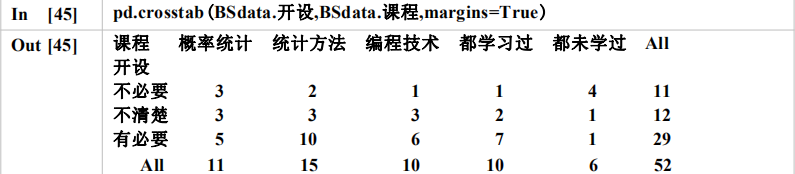 In [45] pd.crosstab(BSdata.开设,BSdata.课程,margins=True)
Out [45] 课程 概率统计 统计方法 编程技术 都学习过 都未学过 All
开设
不必要 3 2 1 1 4 11
不清楚 3 3 3 2 1 12
有必要 5 10 6 7 1 29
All 11 15 10 10 6 52